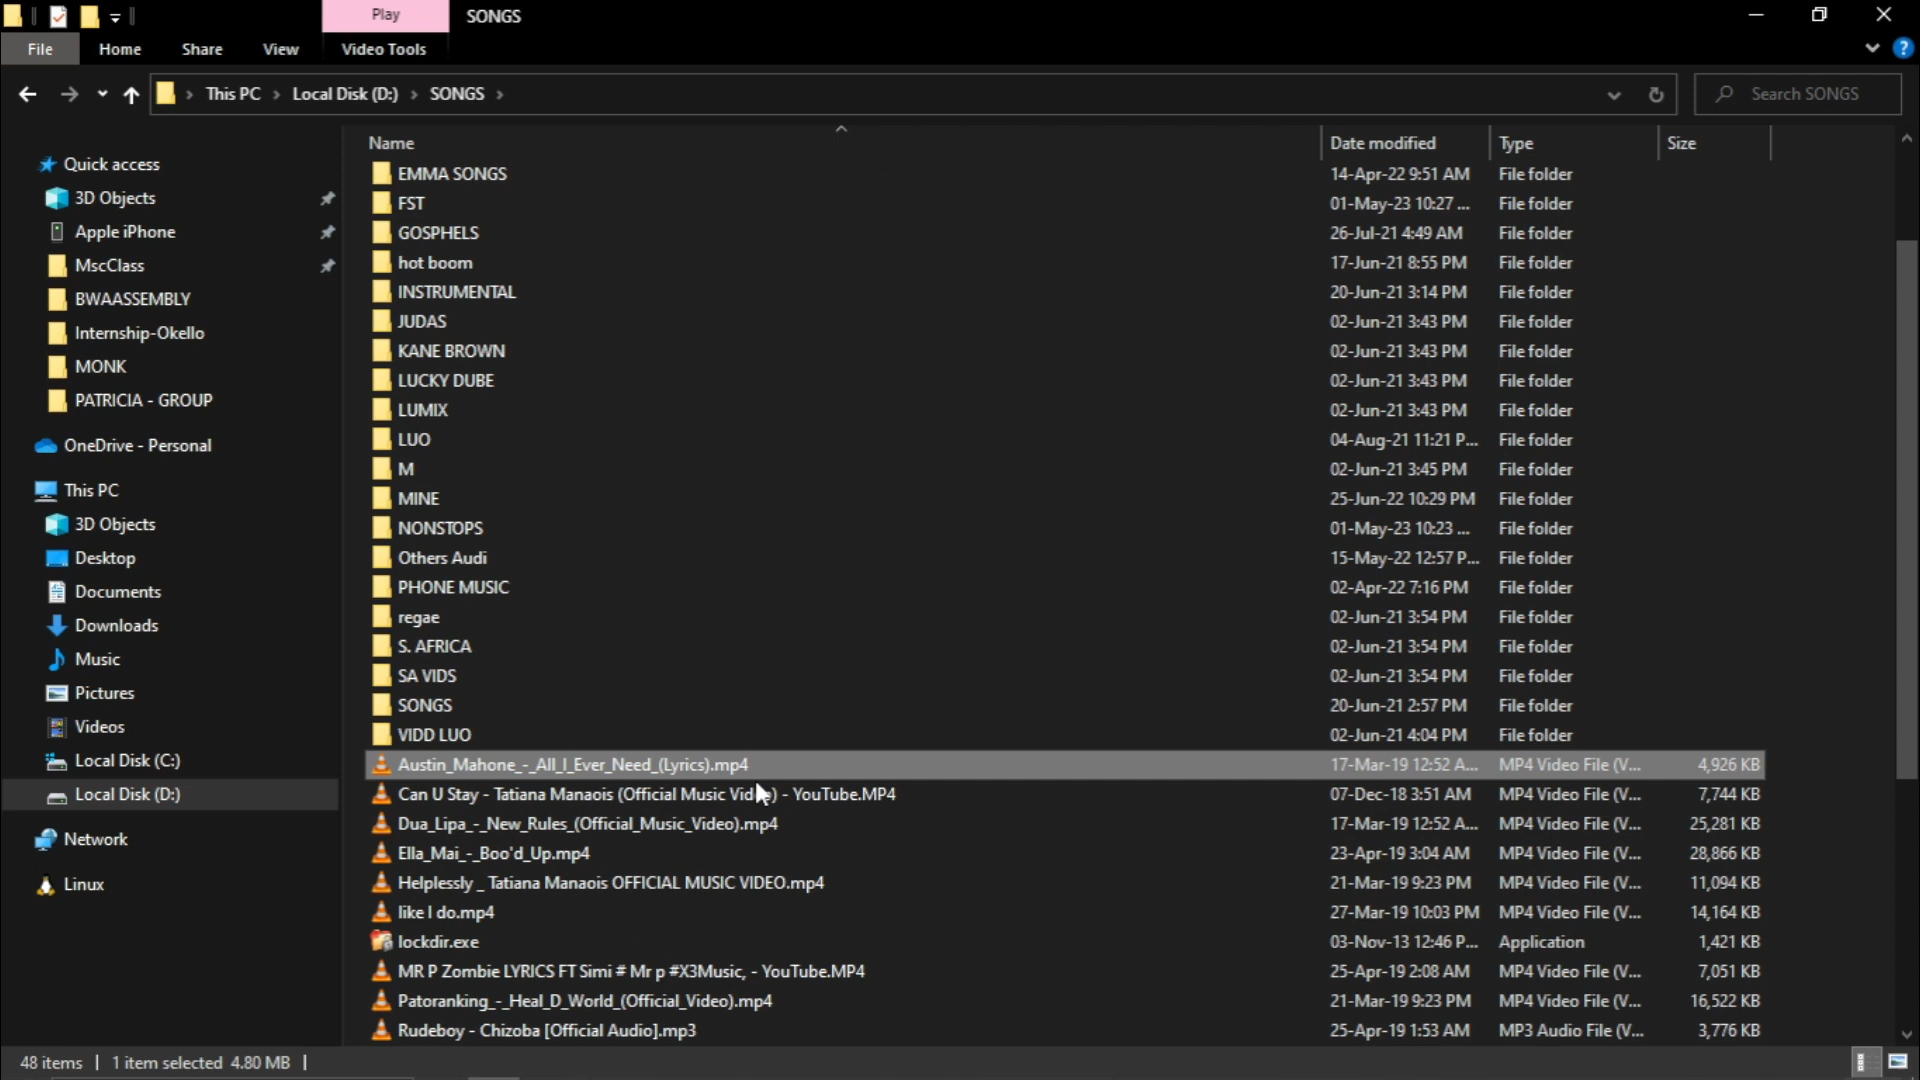 Play
SONGS
File
Home
Share
View
Video Tools
This PC
Local Disk (D:)
SONGS
Search SONGS
Name
Date modified
Type
Size
Quick access
3D Objects
Apple iPhone
MscClass
BWAASSEMBLY
Internship-Okello
MONK
PATRICIA - GROUP
OneDrive - Personal
This PC
3D Objects
Desktop
Documents
Downloads
Music
Pictures
Videos
Local Disk (C:)
Local Disk (D:)
Network
Linux
EMMA SONGS 14-Apr-22 9:51 AM File folder
FST 01-May-23 10:27 ... File folder
GOSPHELS 26-Jul-21 4:49 AM File folder
hot boom 17-Jun-21 8:55 PM File folder
INSTRUMENTAL 20-Jun-21 3:14 PM File folder
JUDAS 02-Jun-21 3:43 PM File folder
KANE BROWN 02-Jun-21 3:43 PM File folder
LUCKY DUBE 02-Jun-21 3:43 PM File folder
LUMIX 02-Jun-21 3:43 PM File folder
LUO 04-Aug-21 11:21 P... File folder
M 02-Jun-21 3:45 PM File folder
MINE 25-Jun-22 10:29 PM File folder
NONSTOPS 01-May-23 10:23 ... File folder
Others Audi 15-May-22 12:57 P... File folder
PHONE MUSIC 02-Apr-22 7:16 PM File folder
regae 02-Jun-21 3:54 PM File folder
S. AFRICA 02-Jun-21 3:54 PM File folder
SA VIDS 02-Jun-21 3:54 PM File folder
SONGS 20-Jun-21 2:57 PM File folder
VIDD LUO 02-Jun-21 4:04 PM File folder
Austin_Mahone_-_All_I_Ever_Need_(Lyrics).mp4 17-Mar-19 12:52 A... MP4 Video File (V... 4,926 KB
Can U Stay - Tatiana Manaois (Official Music Video) - YouTube.MP4 07-Dec-18 3:51 AM MP4 Video File (V... 7,744 KB
Dua_Lipa_-_New_Rules_(Official_Music_Video).mp4 17-Mar-19 12:52 A... MP4 Video File (V... 25,281 KB
Ella_Mai_-_Boo'd_Up.mp4 23-Apr-19 3:04 AM MP4 Video File (V... 28,866 KB
Helplessly _ Tatiana Manaois OFFICIAL MUSIC VIDEO.mp4 21-Mar-19 9:23 PM MP4 Video File (V... 11,094 KB
like I do.mp4 27-Mar-19 10:03 PM MP4 Video File (V... 14,164 KB
lockdir.exe 03-Nov-13 12:46 P... Application 1,421 KB
MR P Zombie LYRICS FT Simi # Mr p #X3Music, - YouTube.MP4 25-Apr-19 2:08 AM MP4 Video File (V... 7,051 KB
Patoranking_-_Heal_D_World_(Official_Video).mp4 21-Mar-19 9:23 PM MP4 Video File (V... 16,522 KB
Rudeboy - Chizoba [Official Audio].mp3 25-Apr-19 1:53 AM MP3 Audio File (V... 3,776 KB
48 items
1 item selected 4.80 MB